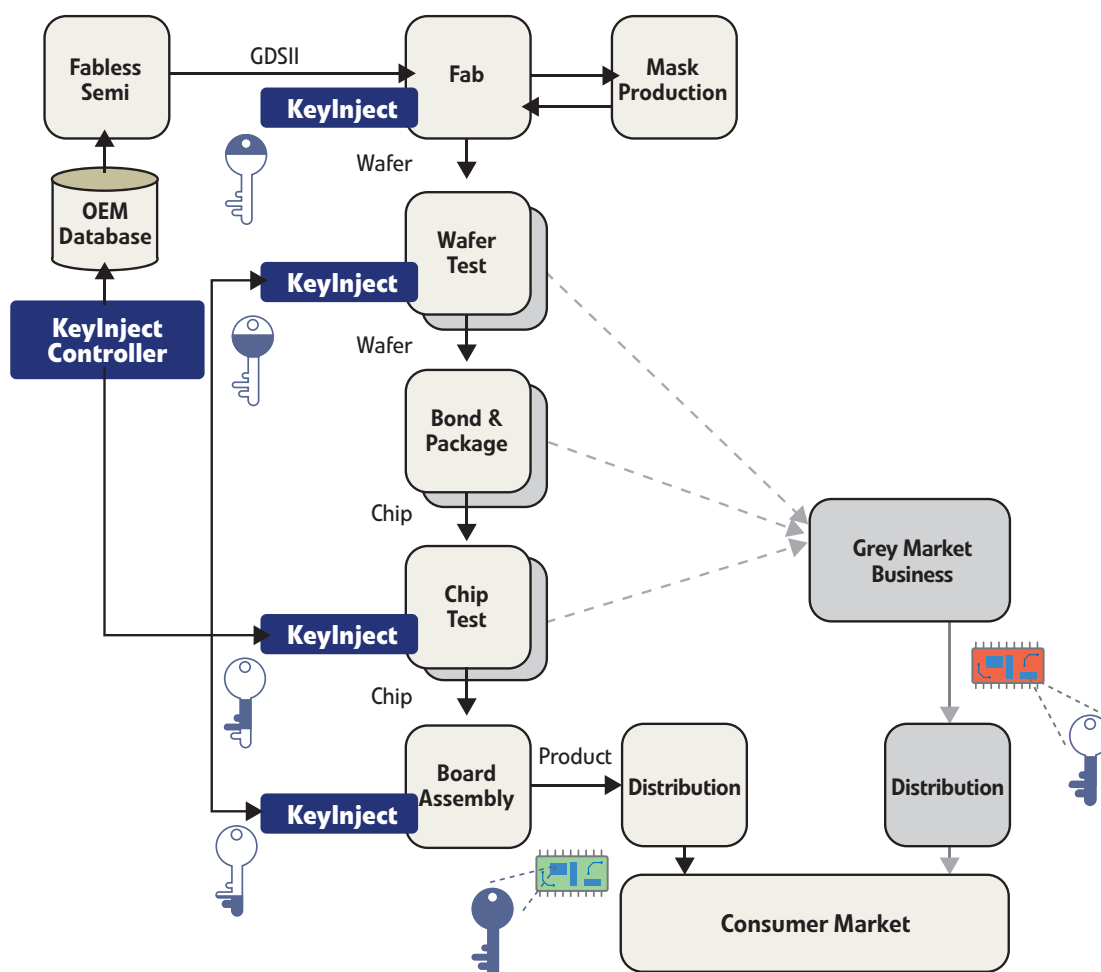 Fabless
Semi
GDSII
Fab
Mask
Production
KeyInject
Wafer
OEM
Database
Wafer
Test
KeyInject
KeyInject
Controller
Wafer
Bond &
Package
Chip
Grey Market
Business
Chip
Test
KeyInject
Chip
Board
Assembly
Product
Distribution
Distribution
KeyInject
Consumer Market